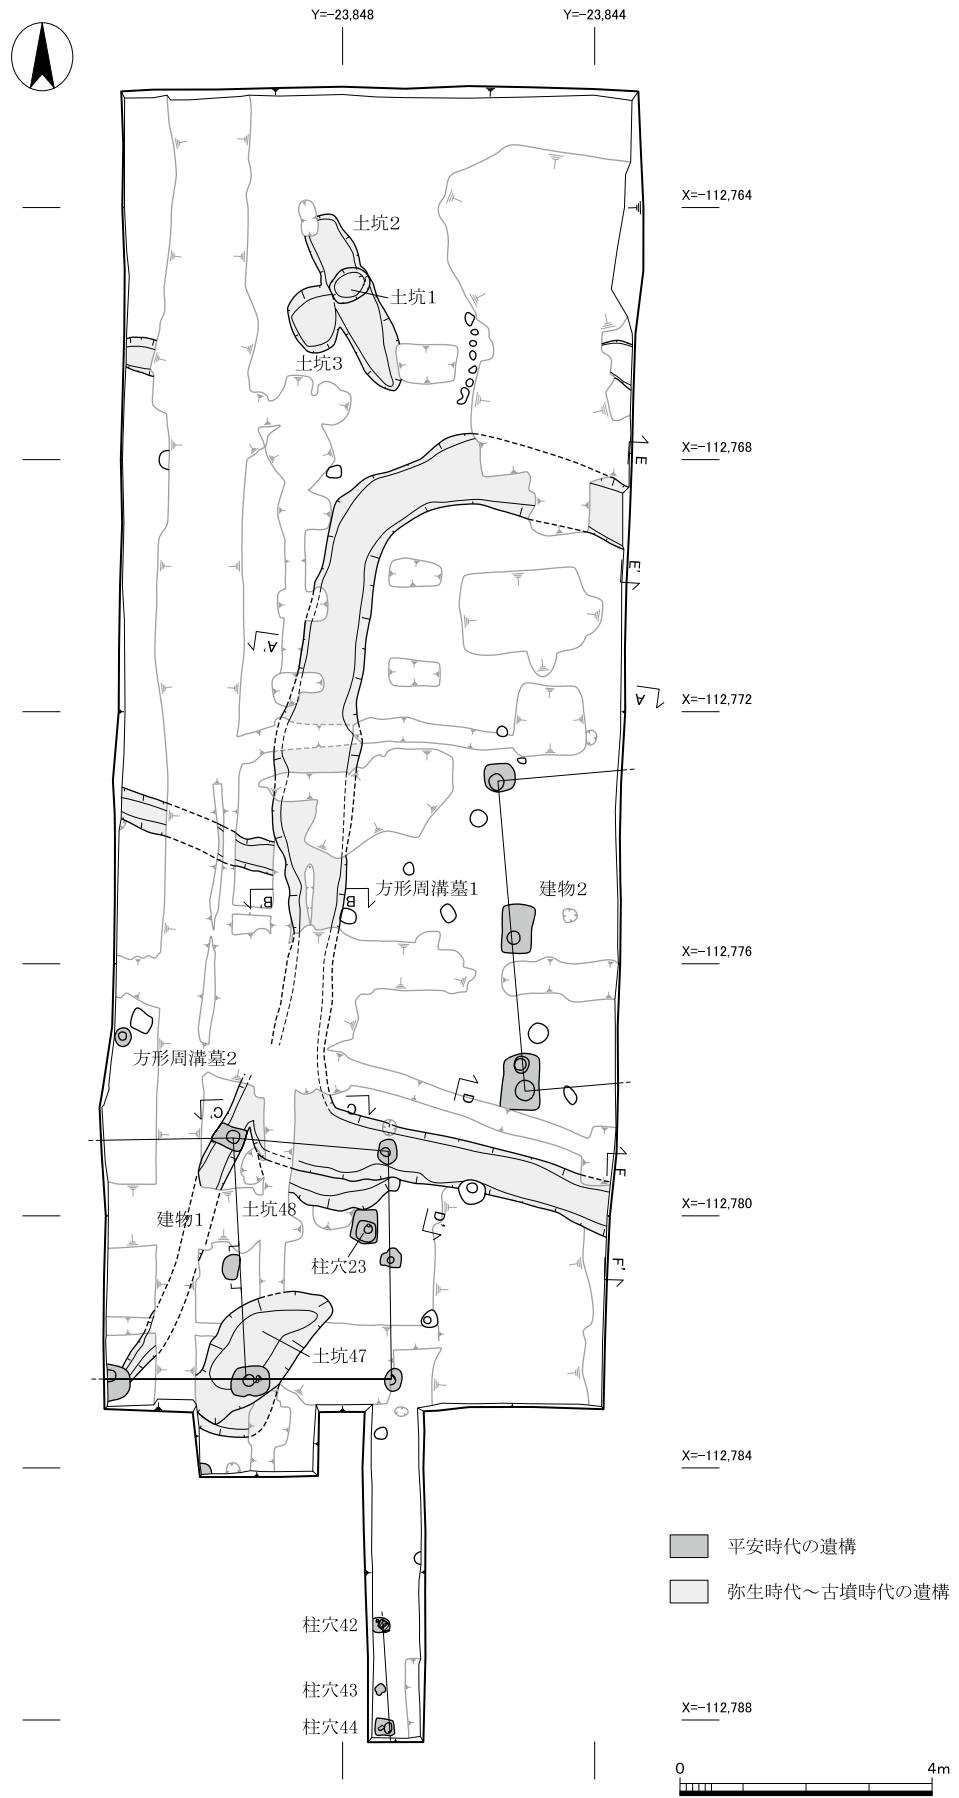 Y=-23,848
Y=-23,844
X=-112,764
土坑2
土坑1
土坑3
X=-112,768
E
E'
A'
A
X=-112,772
方形周溝墓1
建物2
B'
B
X=-112,776
方形周溝墓2
D
C'
C
F
土坑48
建物1
D'
X=-112,780
柱穴23
F'
土坑47
X=-112,784
平安時代の遺構
弥生時代～古墳時代の遺構
柱穴42
柱穴43
X=-112,788
柱穴44
0
4m